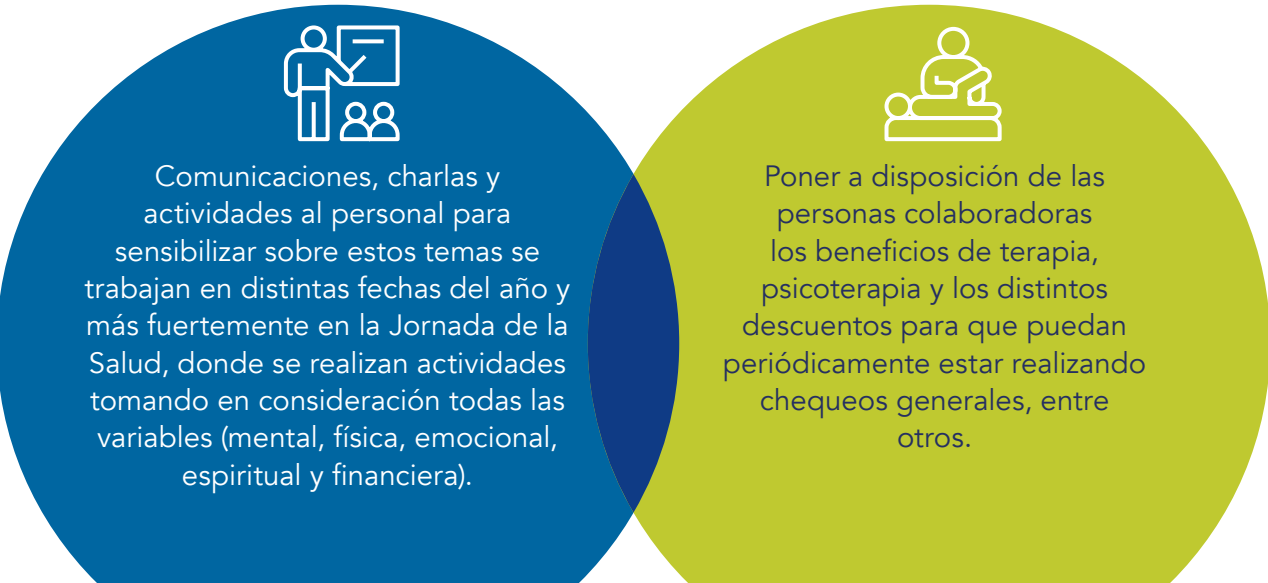 Comunicaciones, charlas y
actividades al personal para
sensibilizar sobre estos temas se
trabajan en distintas fechas del año y
más fuertemente en la Jornada de la
Salud, donde se realizan actividades
tomando en consideración todas las
variables (mental, física, emocional,
espiritual y financiera).
Poner a disposición de las
personas colaboradoras
los beneficios de terapia,
psicoterapia y los distintos
descuentos para que puedan
periódicamente estar realizando
chequeos generales, entre
otros.